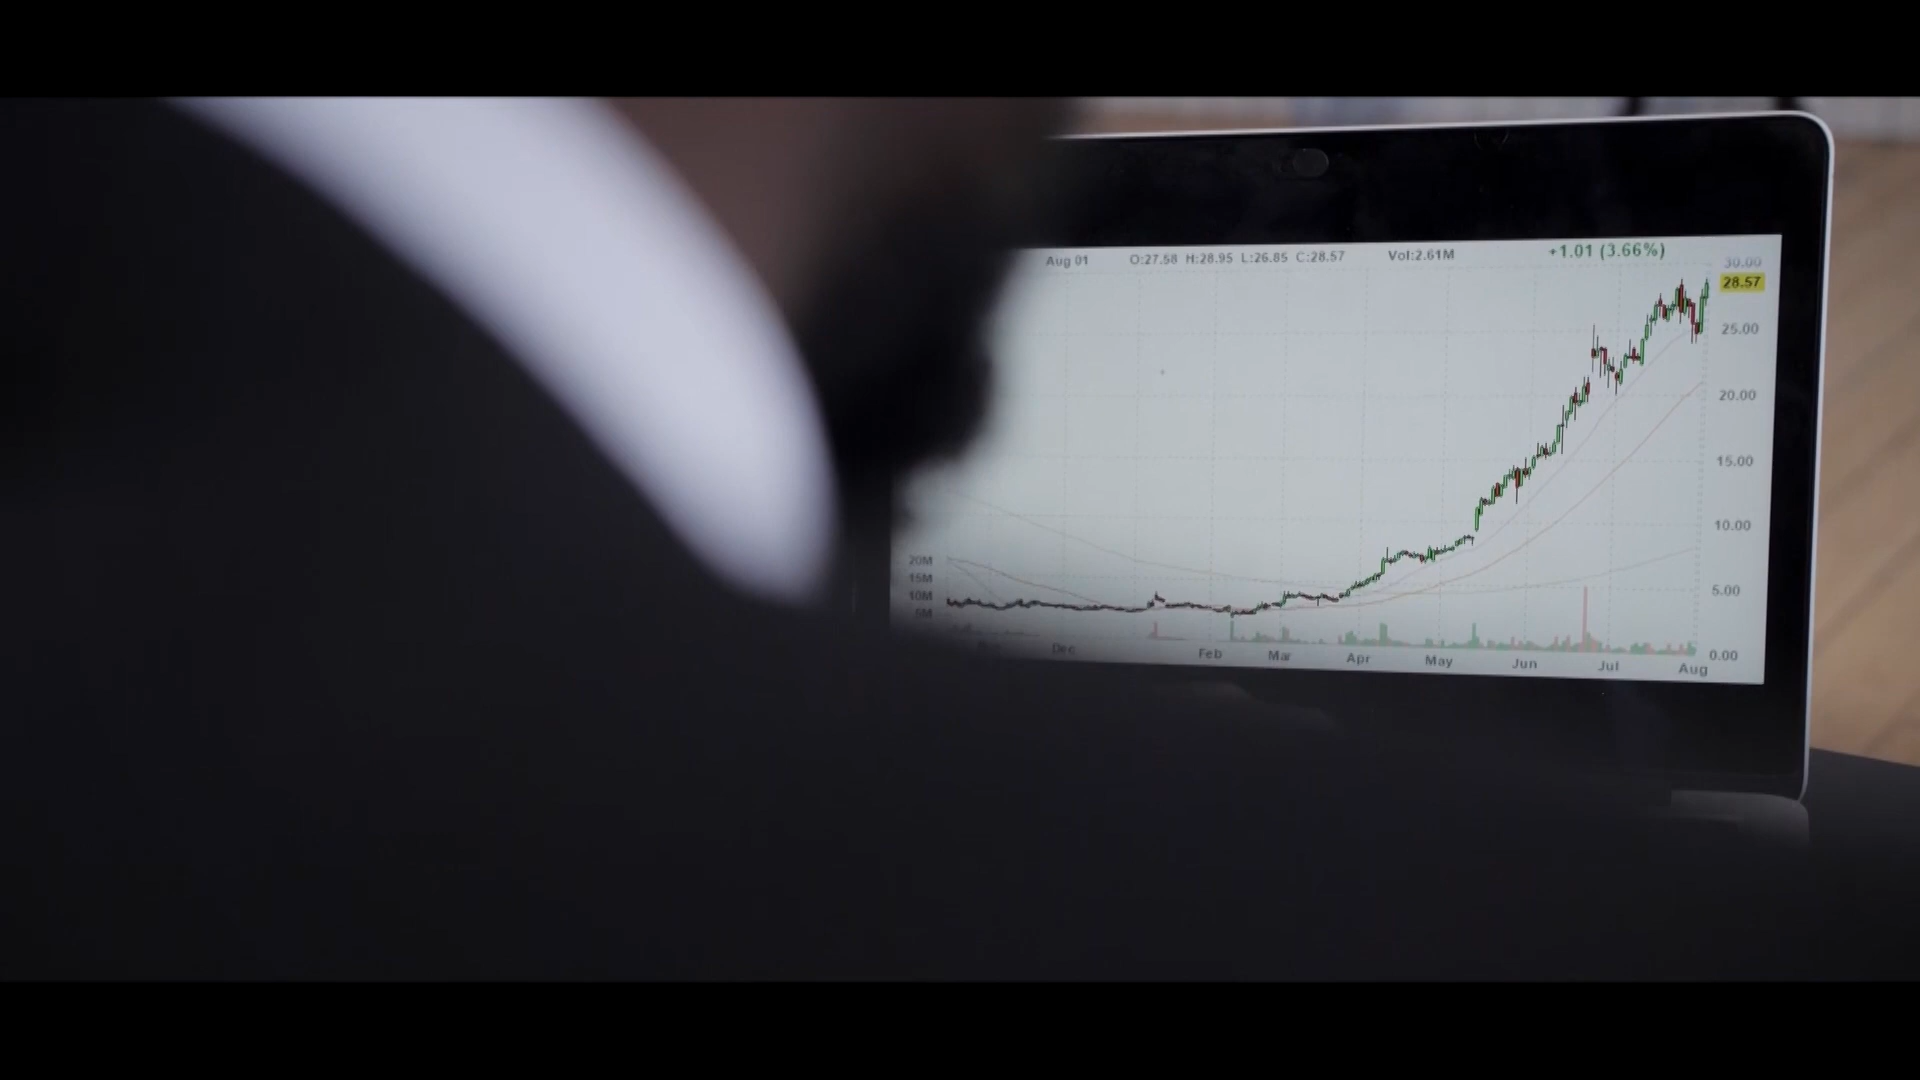 Aug 01 O:27.58 H:28.95 L:26.85 C:28.57 Vol:2.61M +1.01 (3.66%)
30.00
28.57
25.00
20.00
15.00
10.00
5.00
0.00
20M
15M
10M
5M
Dec Feb Mar Apr May Jun Jul Aug